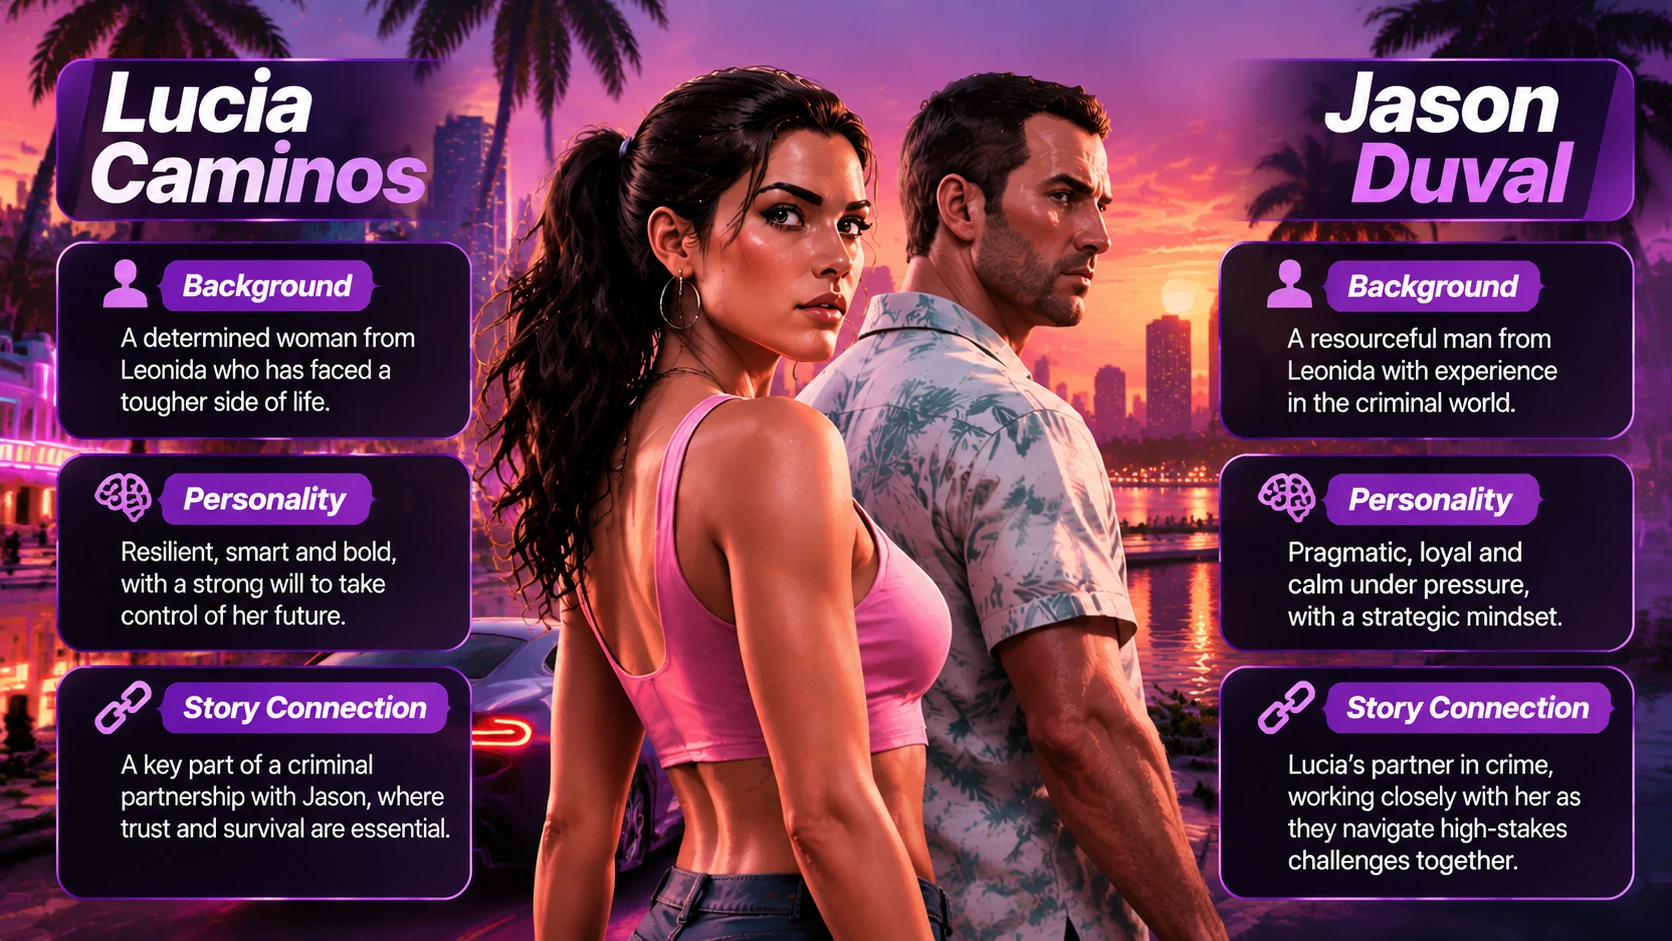 Lucia
Caminos
Background
A determined woman from
Leonida who has faced a
tougher side of life.
Personality
Resilient, smart and bold,
with a strong will to take
control of her future.
Story Connection
A key part of a criminal
partnership with Jason, where
trust and survival are essential.
Jason
Duval
Background
A resourceful man from
Leonida with experience
in the criminal world.
Personality
Pragmatic, loyal and
calm under pressure,
with a strategic mindset.
Story Connection
Lucia’s partner in crime,
working closely with her as
they navigate high-stakes
challenges together.